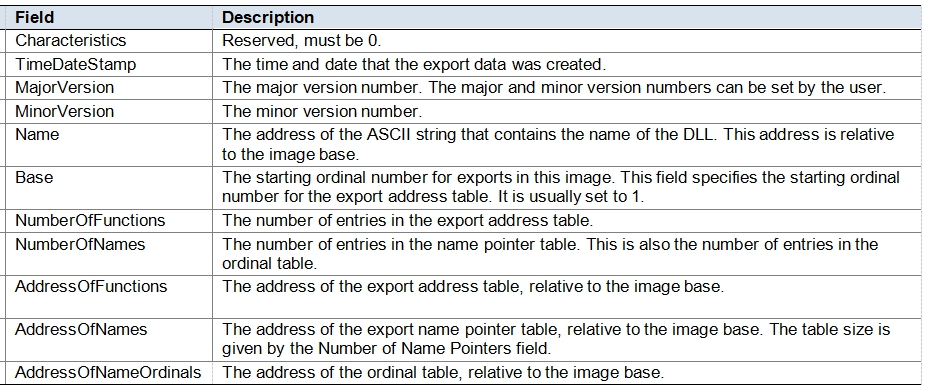 Field Description
Characteristics Reserved, must be 0.
TimeDateStamp The time and date that the export data was created.
MajorVersion The major version number. The major and minor version numbers can be set by the user.
MinorVersion The minor version number.
Name The address of the ASCII string that contains the name of the DLL. This address is relative
to the image base.
Base The starting ordinal number for exports in this image. This field specifies the starting ordinal
number for the export address table. It is usually set to 1.
NumberOfFunctions The number of entries in the export address table.
NumberOfNames The number of entries in the name pointer table. This is also the number of entries in the
ordinal table.
AddressOfFunctions The address of the export address table, relative to the image base.
AddressOfNames The address of the export name pointer table, relative to the image base. The table size is
given by the Number of Name Pointers field.
AddressOfNameOrdinals The address of the ordinal table, relative to the image base.